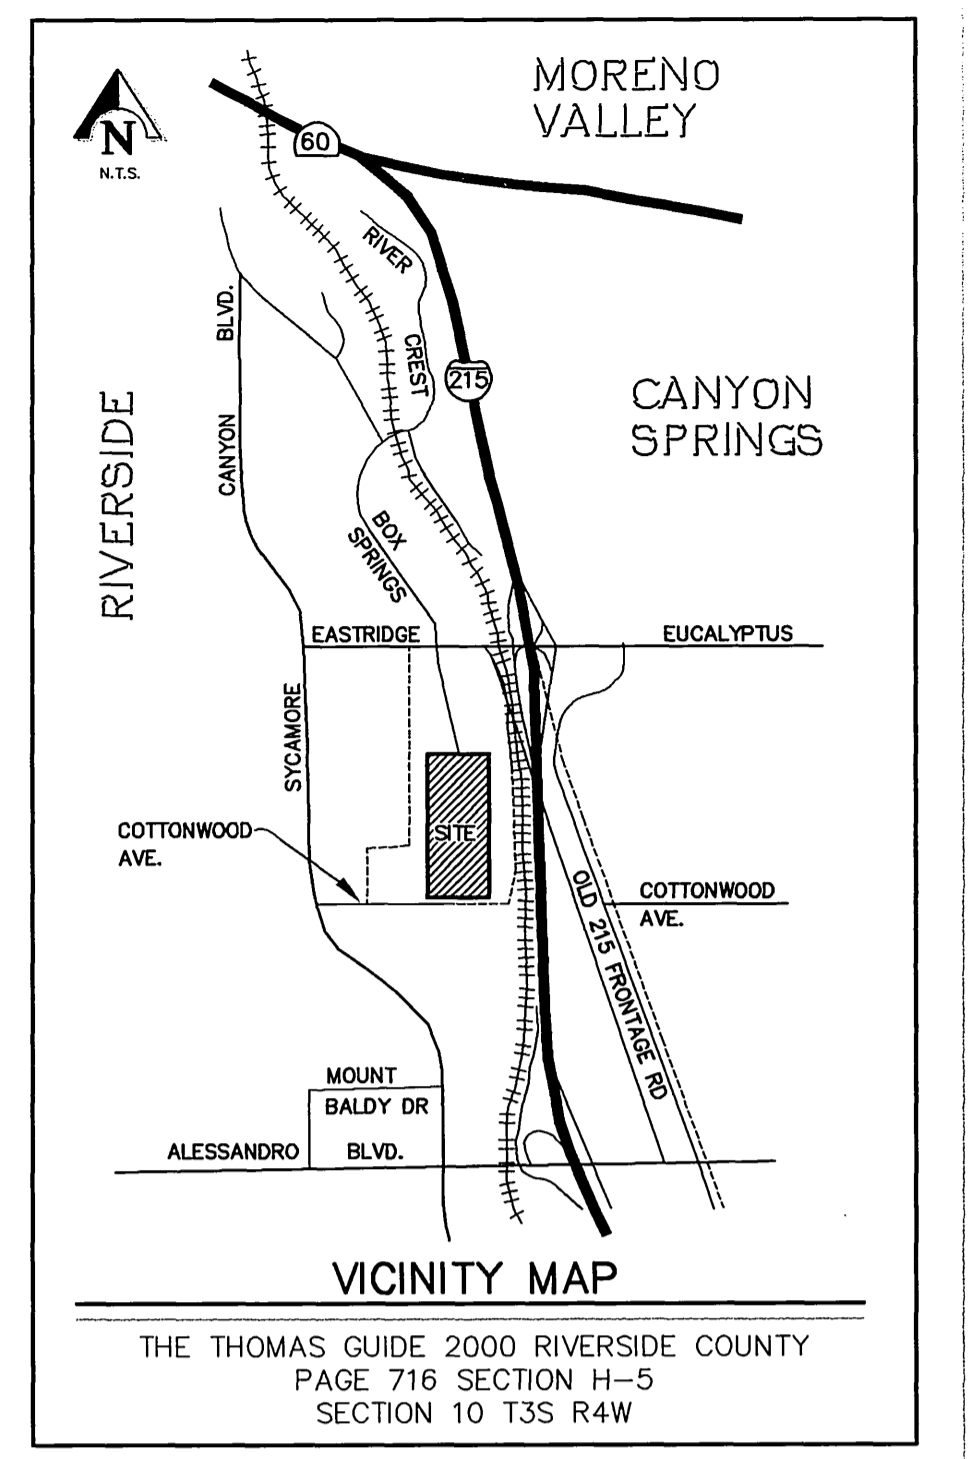 MORENO
VALLEY
N
N.T.S.
60
RIVER
CREST
BLVD.
CANYON
SYCAMORE
215
RIVERSIDE
CANYON
SPRINGS
BOX
SPRINGS
EASTRIDGE
EUCALYPTUS
SITE
COTTONWOOD
AVE.
OLD 215 FRONTAGE RD
COTTONWOOD
AVE.
MOUNT
BALDY DR
ALESSANDRO
BLVD.
VICINITY MAP
THE THOMAS GUIDE 2000 RIVERSIDE COUNTY
PAGE 716 SECTION H-5
SECTION 10 T3S R4W